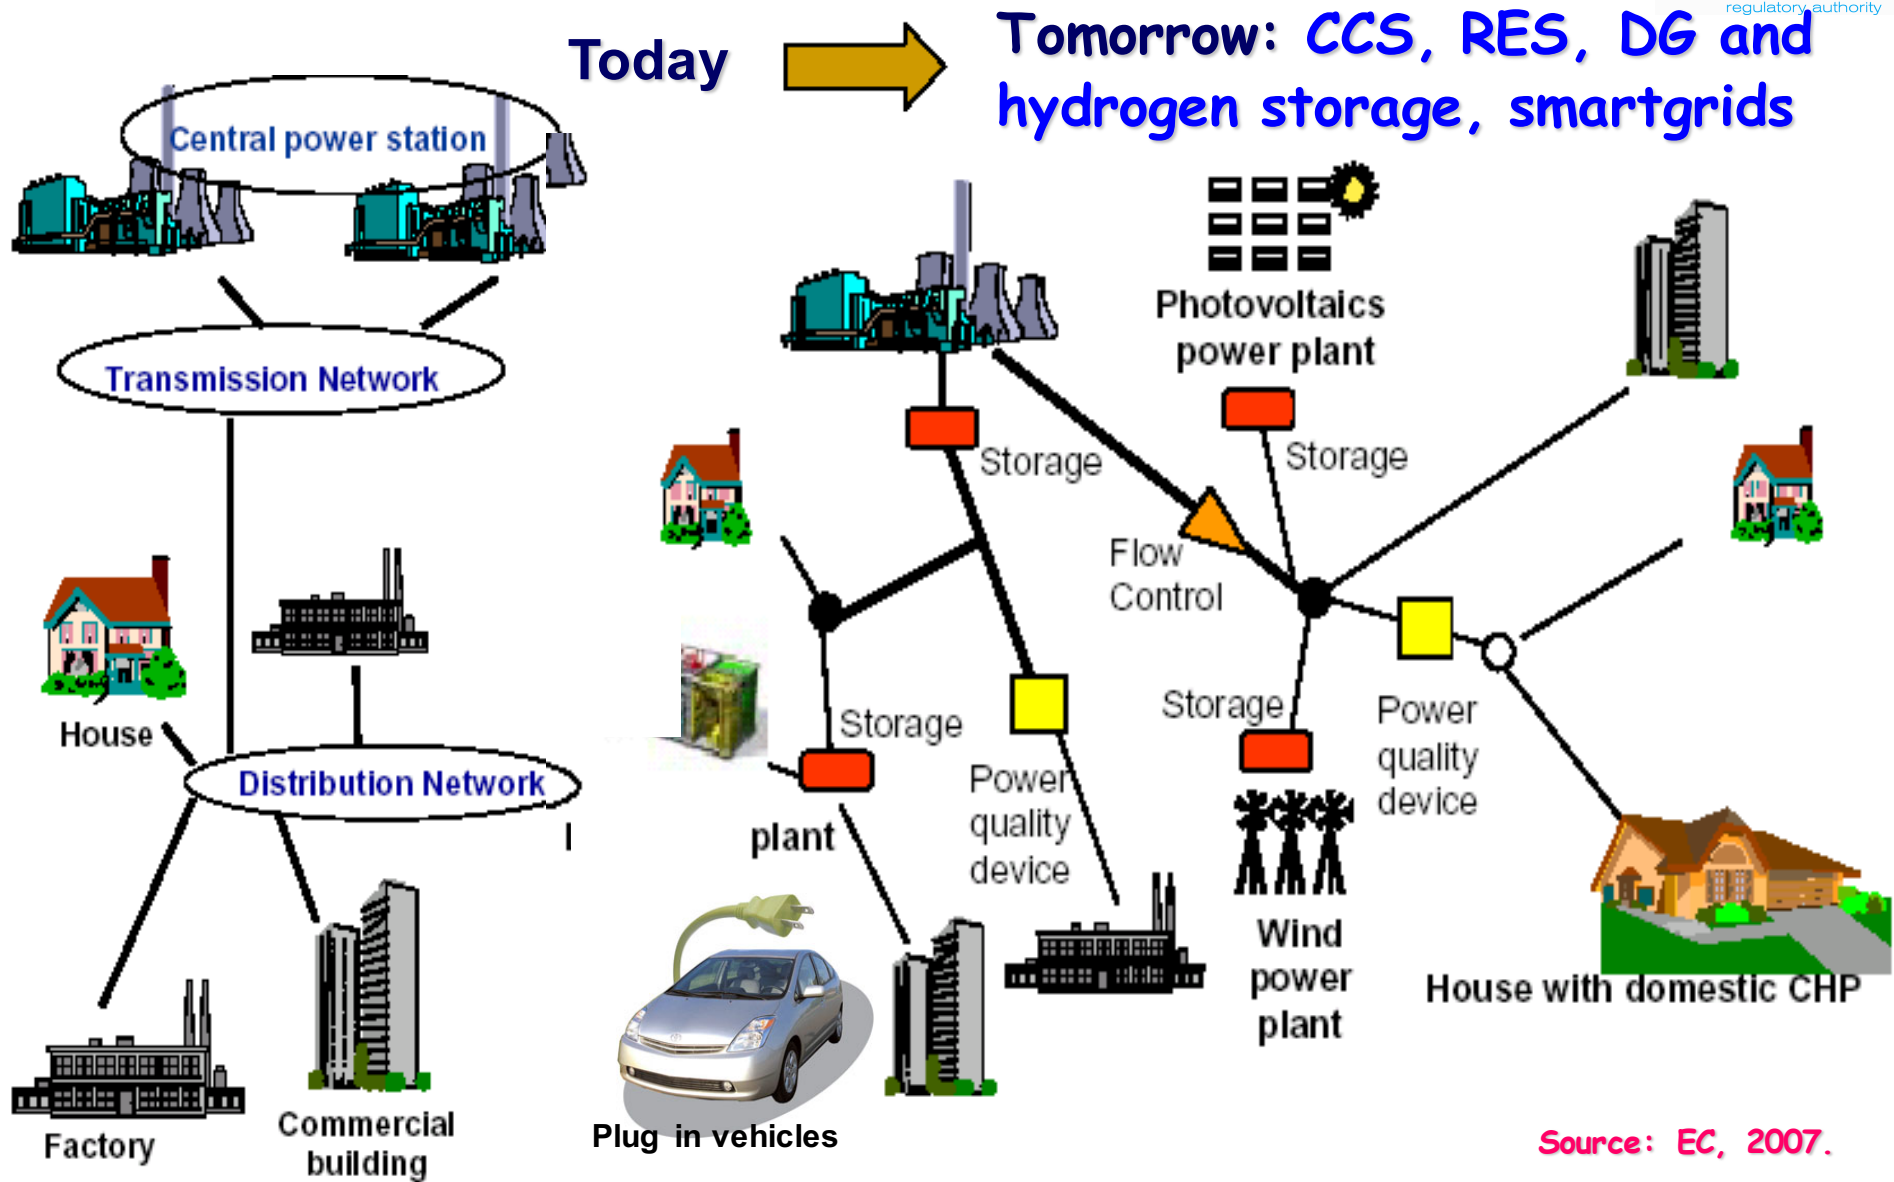 regulatory authority
Today
Tomorrow: CCS, RES, DG and
hydrogen storage, smartgrids
Central power station
Transmission Network
House
Distribution Network
Factory
Commercial
building
Photovoltaics
power plant
Storage
Storage
Flow
Control
Storage
Storage
Power
quality
device
Power
quality
device
plant
Wind
power
plant
House with domestic CHP
Plug in vehicles
Source: EC, 2007.